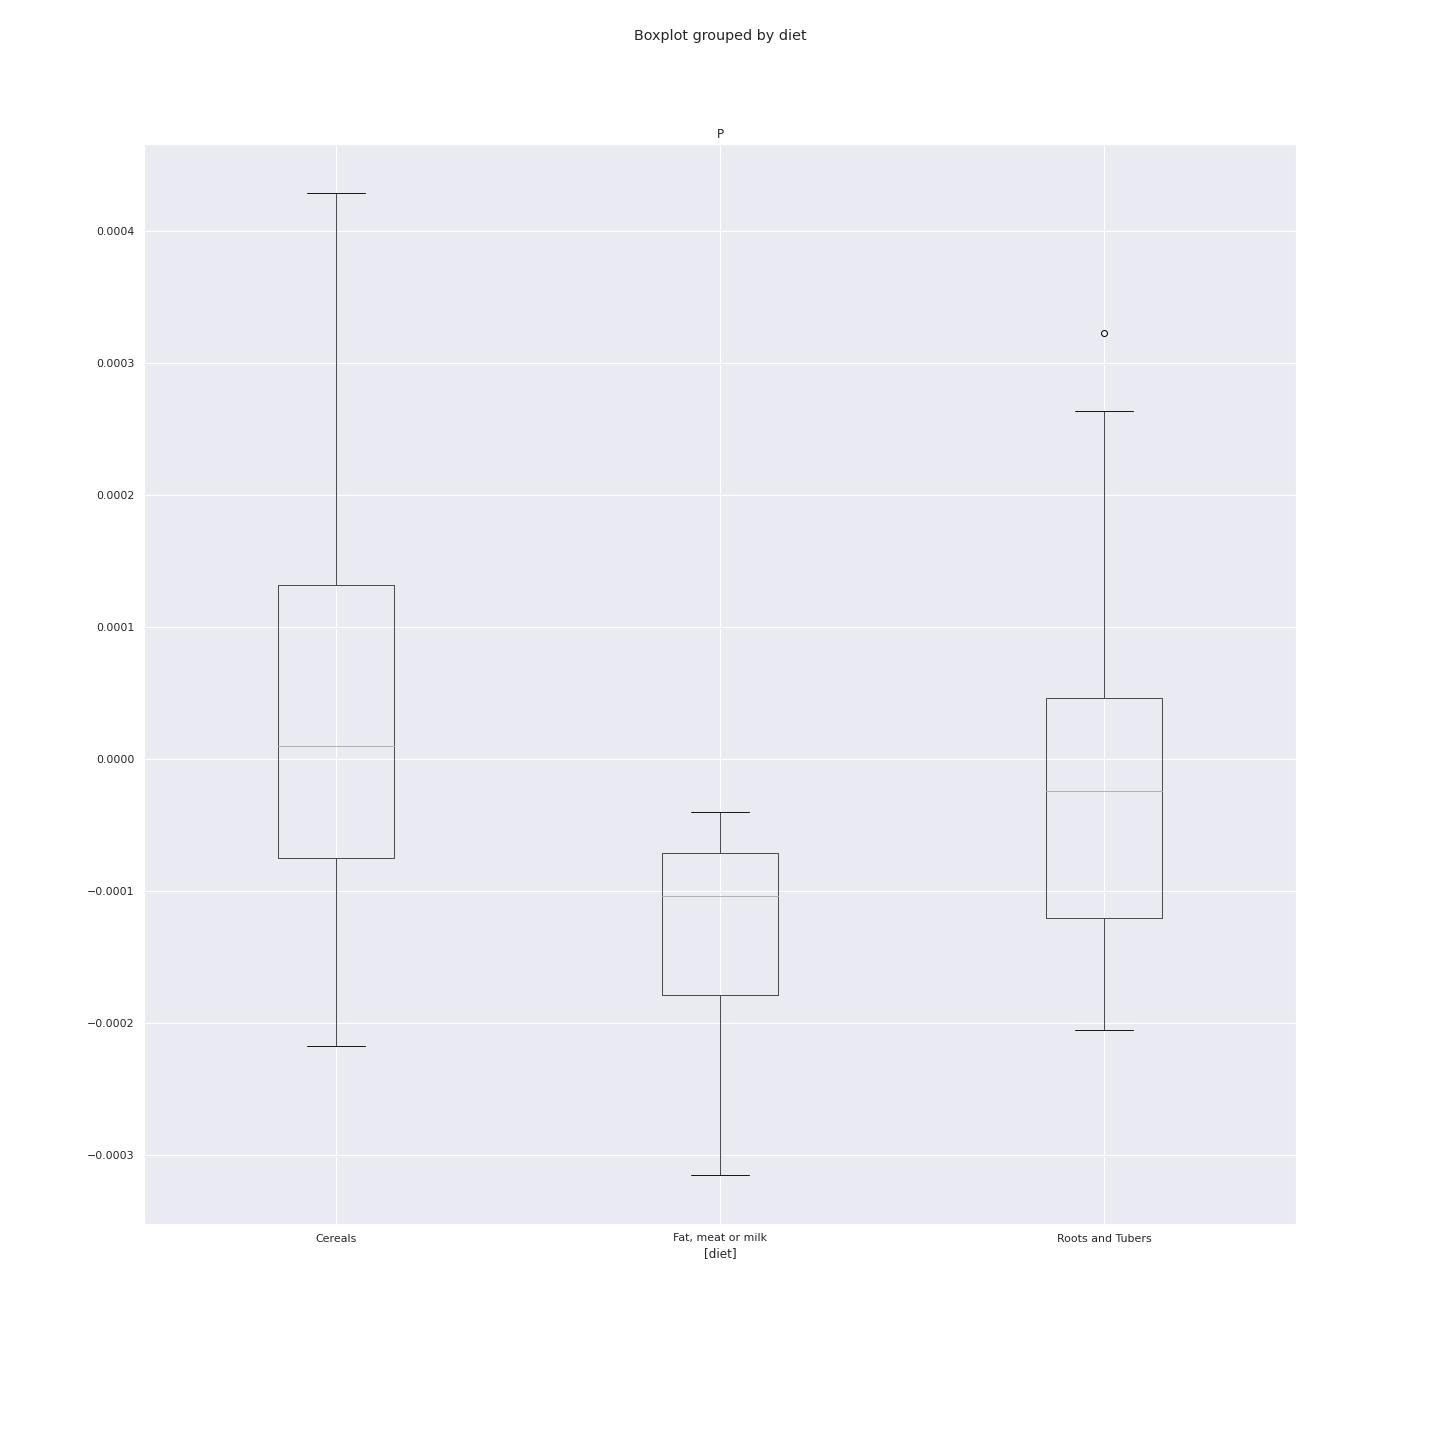 Boxplot grouped by diet
P
0.0004
0.0003
0.0002
0.0001
0.0000
−0.0001
−0.0002
−0.0003
Cereals
Fat, meat or milk
Roots and Tubers
[diet]